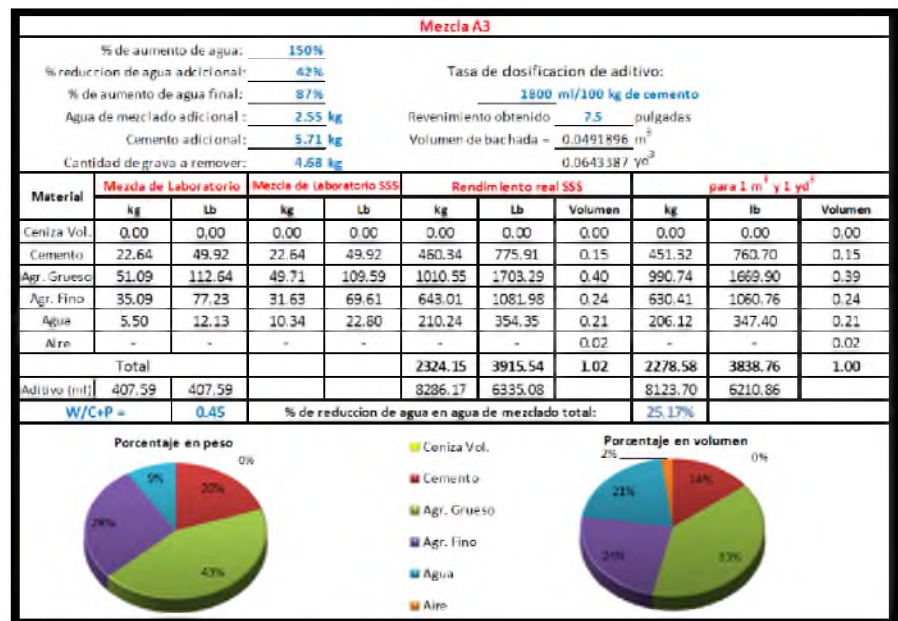 Mezcla A3
% de aumento de agua: 150%
% reduccion de agua adicional: 42% Tasa de dosificacion de aditivo:
% de aumento de agua final: 87% 1800 ml/100 kg de cemento
Agua de mezclado adicional : 2.55 kg Revenimiento obtenido 7.5 pulgadas
Cemento adicional: 5.71 kg Volumen de bachada = 0.0491896 m³
Cantidad de grava a remover: 4.68 kg 0.0643387 yd³
Material Mezcla de Laboratorio Mezcla de Laboratorio SSS Rendimiento real SSS para 1 m³ y 1 yd³
kg Lb kg Lb kg Lb Volumen kg lb Volumen
Ceniza Vol. 0.00 0.00 0.00 0.00 0.00 0.00 0.00 0.00 0.00 0.00
Cemento 22.64 49.92 22.64 49.92 460.34 775.91 0.15 451.32 760.70 0.15
Agr. Grueso 51.09 112.64 49.71 109.59 1010.55 1703.29 0.40 990.74 1669.90 0.39
Agr. Fino 35.09 77.23 31.63 69.61 643.01 1081.98 0.24 630.41 1060.76 0.24
Agua 5.50 12.13 10.34 22.80 210.24 354.35 0.21 206.12 347.40 0.21
Aire - - - - - - 0.02 - - 0.02
Total 2324.15 3915.54 1.02 2278.58 3838.76 1.00
Aditivo (ml) 407.59 407.59 8286.17 6335.08 8123.70 6210.86
W/C+P = 0.45 % de reduccion de agua en agua de mezclado total: 25.17%
Porcentaje en peso
0%
20%
43%
9%
Ceniza Vol.
Cemento
Agr. Grueso
Agr. Fino
Agua
Aire
Porcentaje en volumen
2%
0%
14%
21%
24%